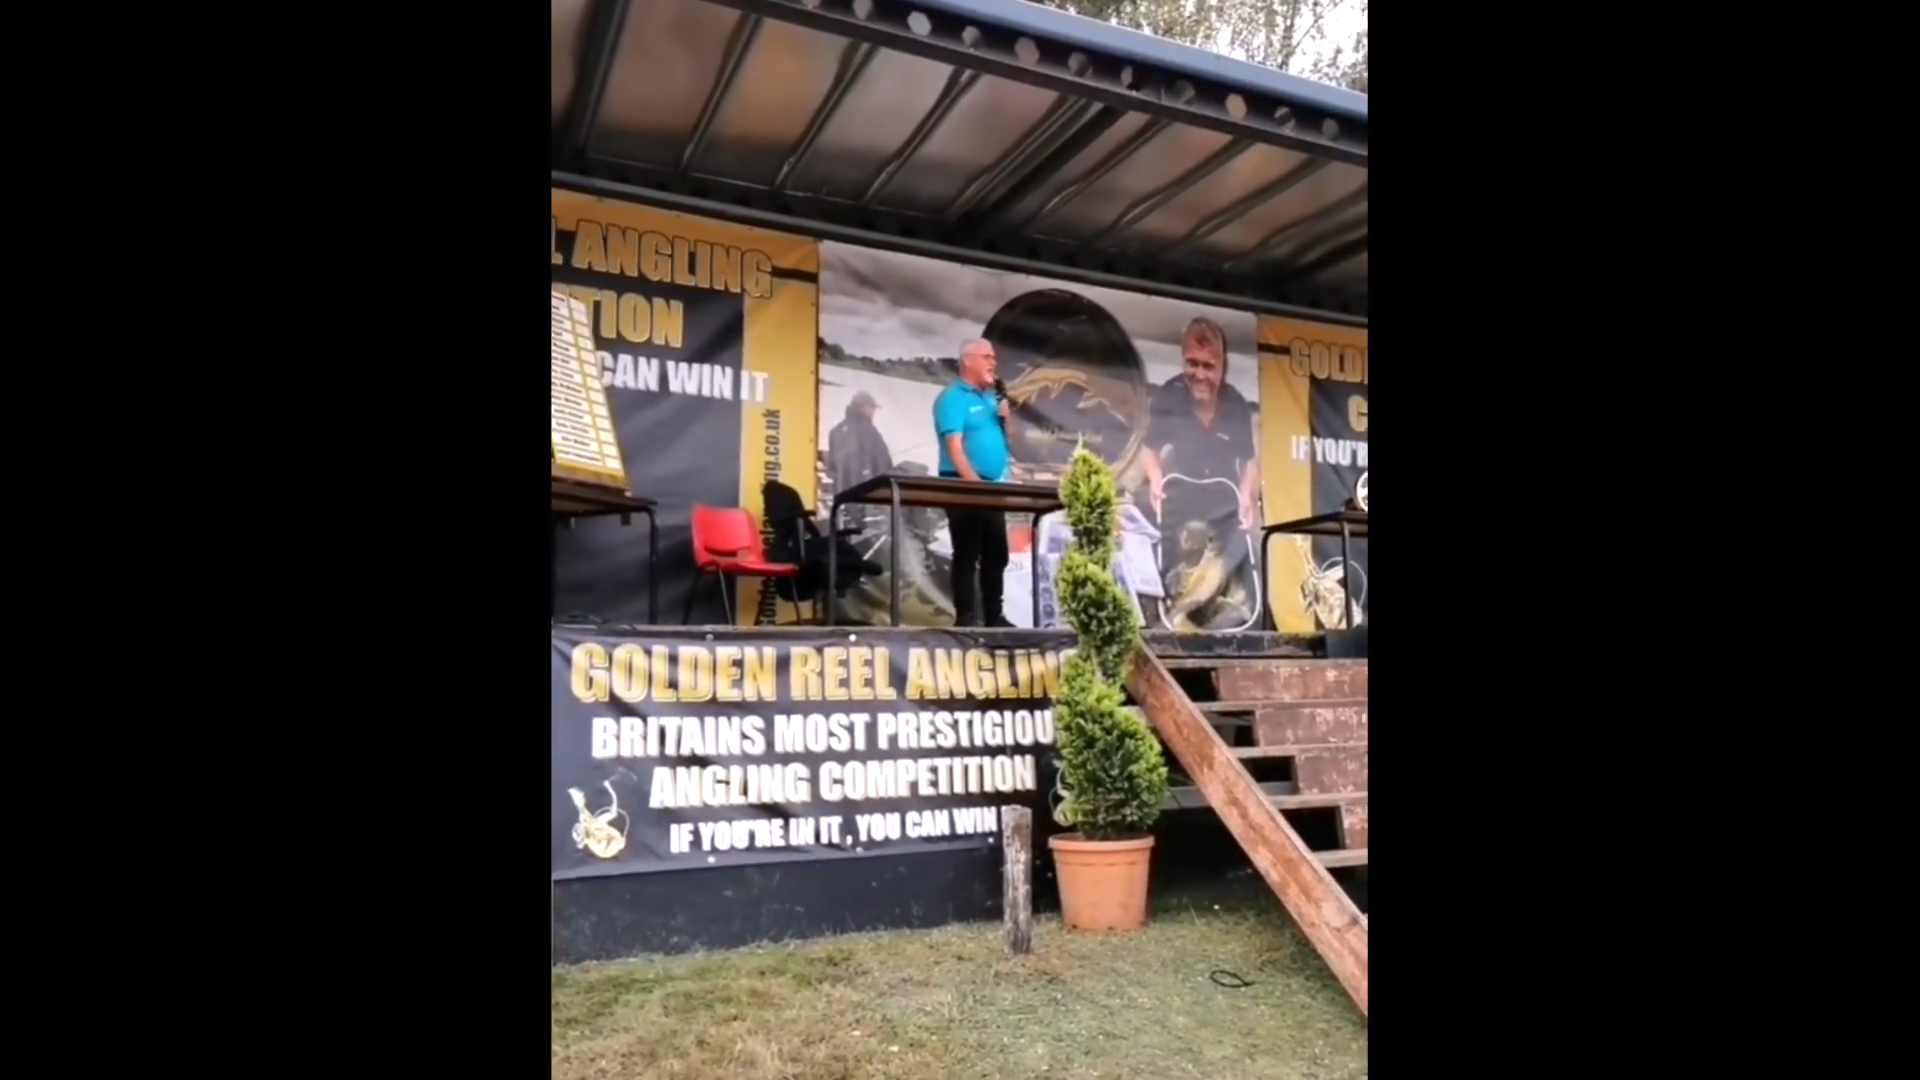 L ANGLING
TION
CAN WIN IT
GOLD
C
IF YOU'R
GOLDEN REEL ANGLING
BRITAINS MOST PRESTIGIOU
ANGLING COMPETITION
IF YOU'RE IN IT, YOU CAN WIN